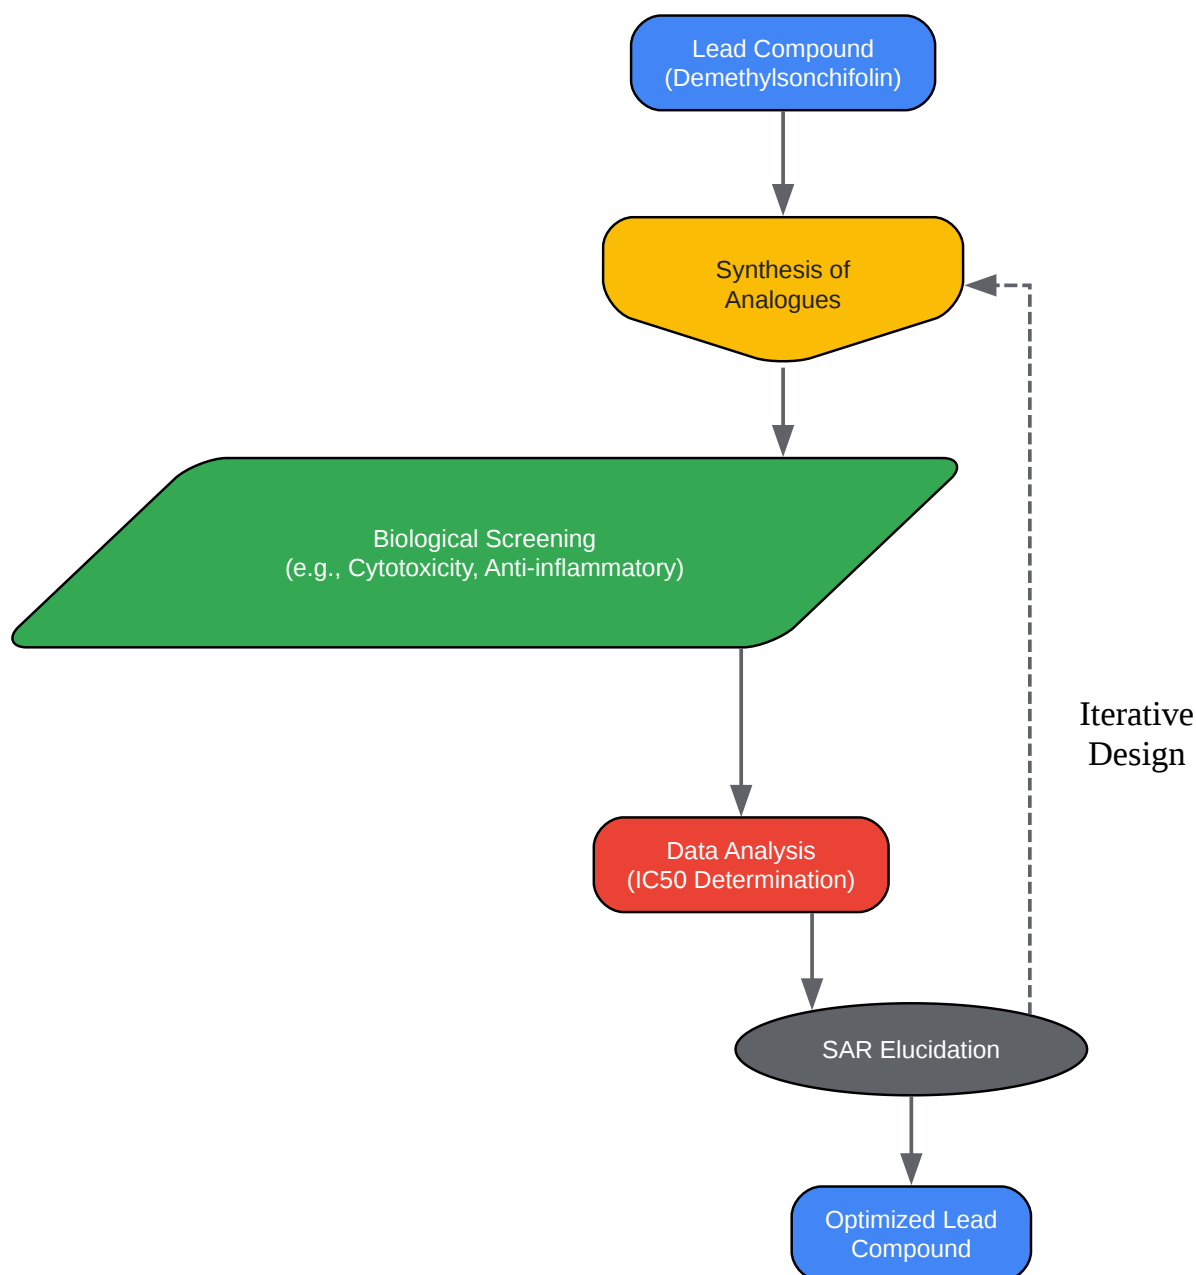 Lead Compound
(Demethylsonchifolin)
Synthesis of
Analogues
Biological Screening
(e.g., Cytotoxicity, Anti-inflammatory)
Iterative
Design
Data Analysis
(IC50 Determination)
SAR Elucidation
Optimized Lead
Compound